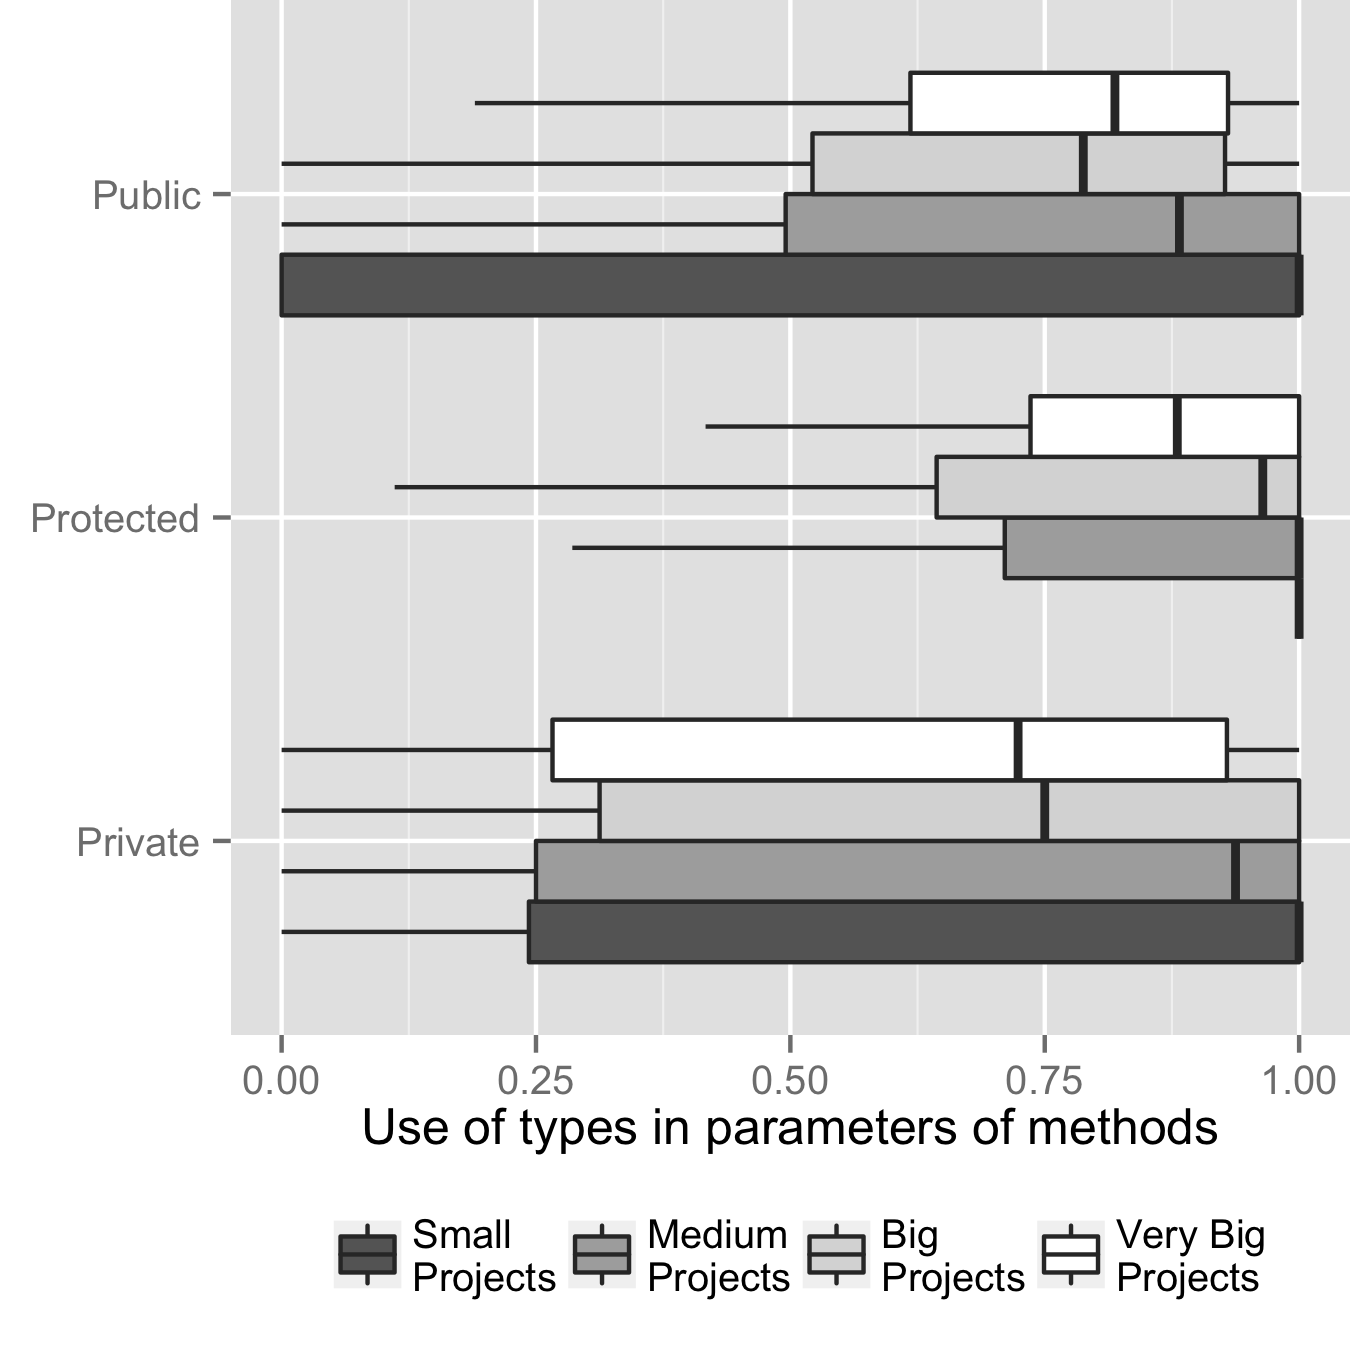 Public
Protected
Private
0.00 0.25 0.50 0.75 1.00
Use of types in parameters of methods
Small Projects
Medium Projects
Big Projects
Very Big Projects